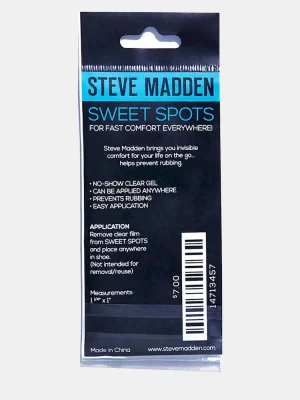 STEVE MADDEN
SWEET SPOTS
FOR FAST COMFORT EVERYWHERE!
Steve Madden brings you invisible
comfort for your life on the go...
helps prevent rubbing.
• NO-SHOW CLEAR GEL
• CAN BE APPLIED ANYWHERE
• PREVENTS RUBBING
• EASY APPLICATION
APPLICATION
Remove clear film
from SWEET SPOTS
and place anywhere
in shoe.
(Not intended for
removal/reuse)
Measurements:
x 1"
$7.00
14713457
Made in China
www.stevemadden.com